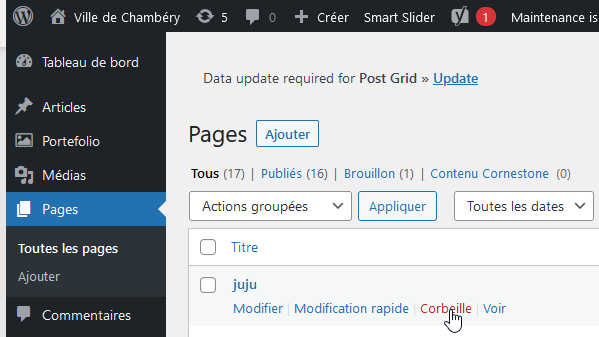 Ville de Chambéry 5 0 Créer Smart Slider 1 Maintenance is
Tableau de bord
Data update required for Post Grid » Update
Articles
Portefolio
Pages Ajouter
Médias
Tous (17) | Publiés (16) | Brouillon (1) | Contenu Cornestone (0)
Pages
Actions groupées Appliquer Toutes les dates
Toutes les pages
Titre
Ajouter
juju
Modifier | Modification rapide | Corbeille | Voir
Commentaires